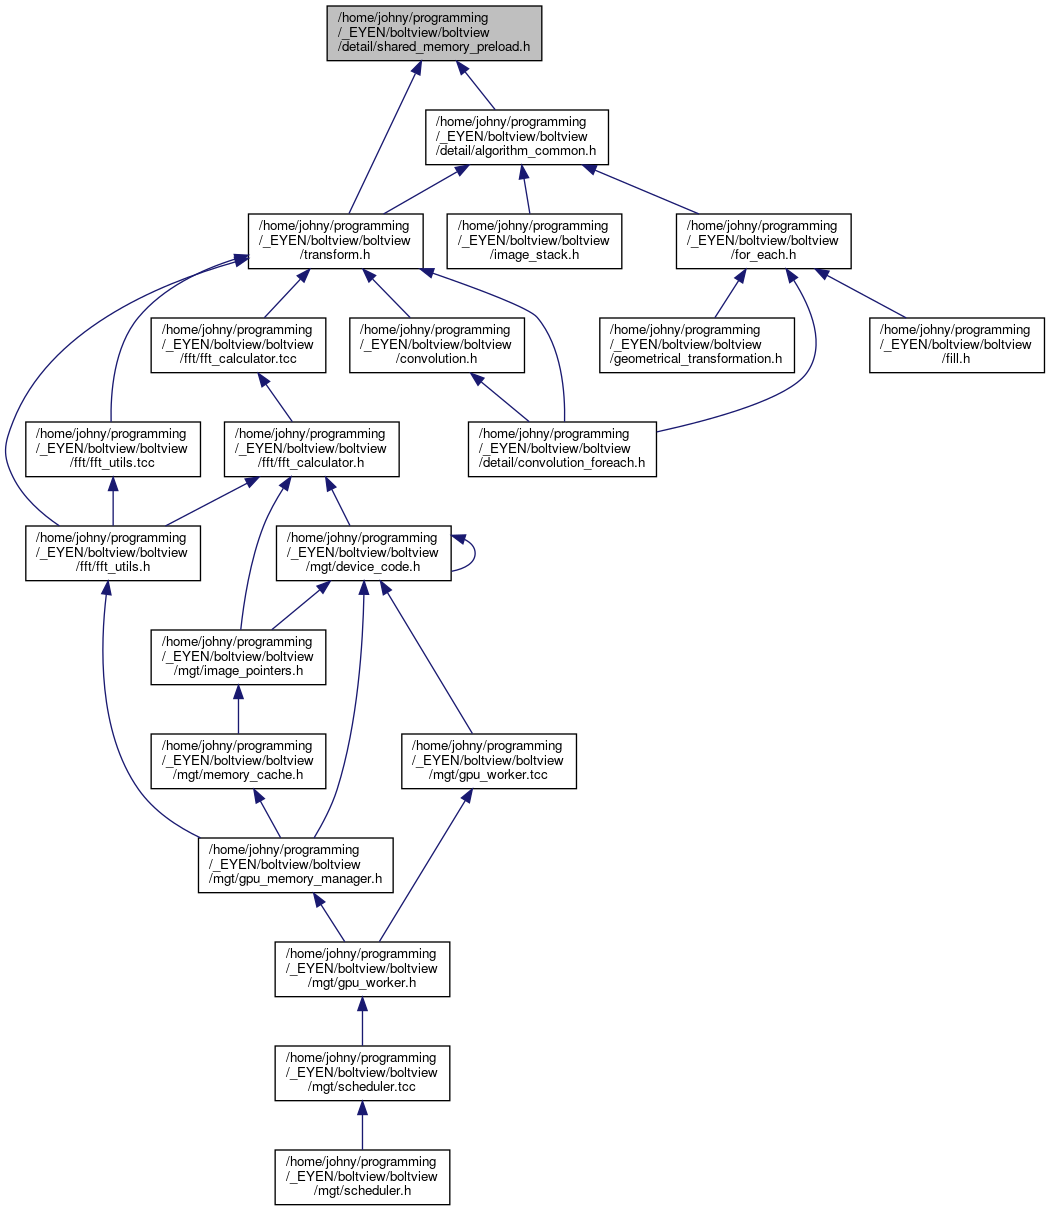 /home/johny/programming
/_EYEN/boltview/boltview
/detail/shared_memory_preload.h
/home/johny/programming
/_EYEN/boltview/boltview
/detail/algorithm_common.h
/home/johny/programming
/_EYEN/boltview/boltview
/transform.h
/home/johny/programming
/_EYEN/boltview/boltview
/image_stack.h
/home/johny/programming
/_EYEN/boltview/boltview
/for_each.h
/home/johny/programming
/_EYEN/boltview/boltview
/fft/fft_calculator.tcc
/home/johny/programming
/_EYEN/boltview/boltview
/convolution.h
/home/johny/programming
/_EYEN/boltview/boltview
/geometrical_transformation.h
/home/johny/programming
/_EYEN/boltview/boltview
/fill.h
/home/johny/programming
/_EYEN/boltview/boltview
/fft/fft_utils.tcc
/home/johny/programming
/_EYEN/boltview/boltview
/fft/fft_calculator.h
/home/johny/programming
/_EYEN/boltview/boltview
/detail/convolution_foreach.h
/home/johny/programming
/_EYEN/boltview/boltview
/fft/fft_utils.h
/home/johny/programming
/_EYEN/boltview/boltview
/mgt/device_code.h
/home/johny/programming
/_EYEN/boltview/boltview
/mgt/image_pointers.h
/home/johny/programming
/_EYEN/boltview/boltview
/mgt/memory_cache.h
/home/johny/programming
/_EYEN/boltview/boltview
/mgt/gpu_worker.tcc
/home/johny/programming
/_EYEN/boltview/boltview
/mgt/gpu_memory_manager.h
/home/johny/programming
/_EYEN/boltview/boltview
/mgt/gpu_worker.h
/home/johny/programming
/_EYEN/boltview/boltview
/mgt/scheduler.tcc
/home/johny/programming
/_EYEN/boltview/boltview
/mgt/scheduler.h